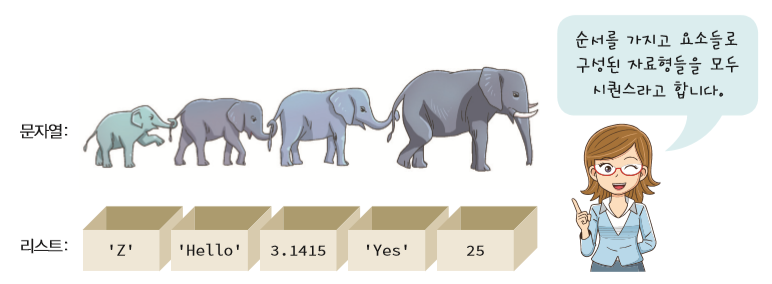 순서를 가지고 요소들로
구성된 자료형들을 모두
시퀀스라고 합니다.
문자열:
리스트:
'Z' 'Hello' 3.1415 'Yes' 25